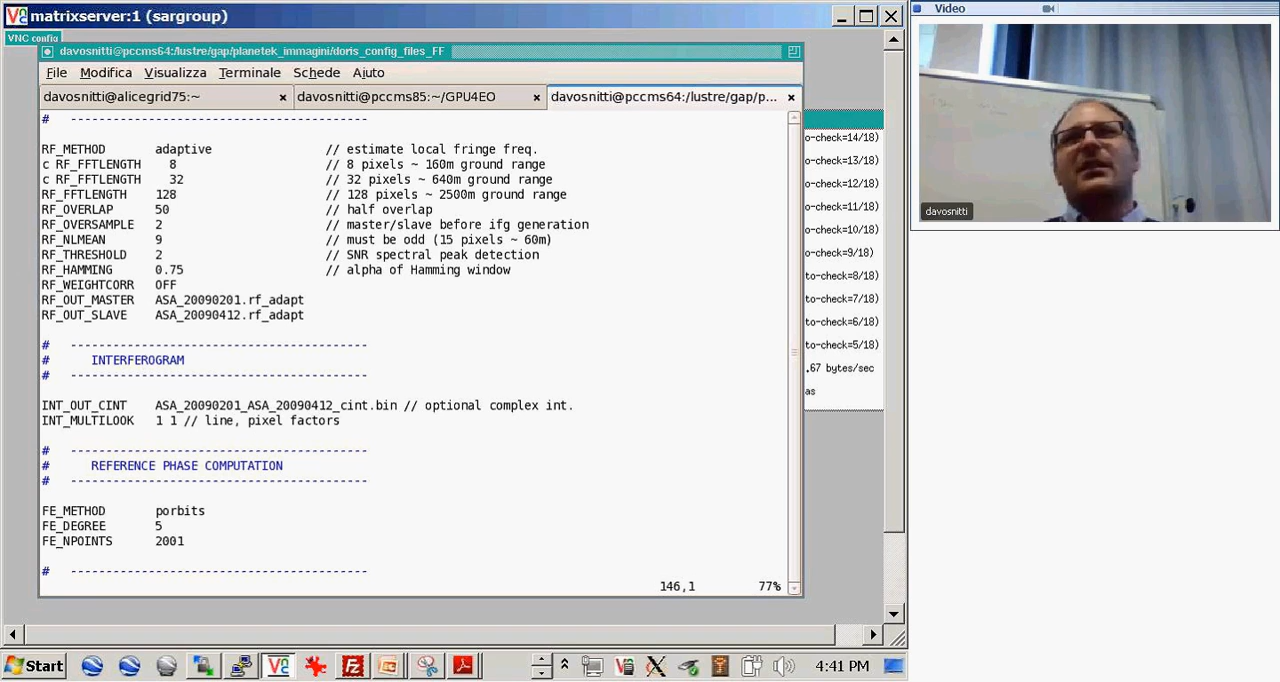 matrixserver:1 (sargroup)
VNC config
davosnitti@pccms64:/lustre/gap/planetek_immagini/doris_config_files_FF
File Modifica Visualizza Terminale Schede Aiuto
davosnitti@alicegrid75:~ davosnitti@pccms85:~/GPU4EO davosnitti@pccms64:/lustre/gap/p...
# ------------------------------------------
RF_METHOD adaptive // estimate local fringe freq.
c RF_FFTLENGTH 8 // 8 pixels ~ 160m ground range
c RF_FFTLENGTH 32 // 32 pixels ~ 640m ground range
RF_FFTLENGTH 128 // 128 pixels ~ 2500m ground range
RF_OVERLAP 50 // half overlap
RF_OVERSAMPLE 2 // master/slave before ifg generation
RF_NLMEAN 9 // must be odd (15 pixels ~ 60m)
RF_THRESHOLD 2 // SNR spectral peak detection
RF_HAMMING 0.75 // alpha of Hamming window
RF_WEIGHTCORR OFF
RF_OUT_MASTER ASA_20090201.rf_adapt
RF_OUT_SLAVE ASA_20090412.rf_adapt
# ------------------------------------------
# INTERFEROGRAM
# ------------------------------------------
INT_OUT_CINT ASA_20090201_ASA_20090412_cint.bin // optional complex int.
INT_MULTILOOK 1 1 // line, pixel factors
# ------------------------------------------
# REFERENCE PHASE COMPUTATION
# ------------------------------------------
FE_METHOD porbits
FE_DEGREE 5
FE_NPOINTS 2001
# ------------------------------------------
146,1 77%
to-check=14/18)
to-check=13/18)
to-check=12/18)
to-check=11/18)
to-check=10/18)
to-check=9/18)
to-check=8/18)
to-check=7/18)
to-check=6/18)
to-check=5/18)
.67 bytes/sec
as
Video
davosnitti
Start
4:41 PM